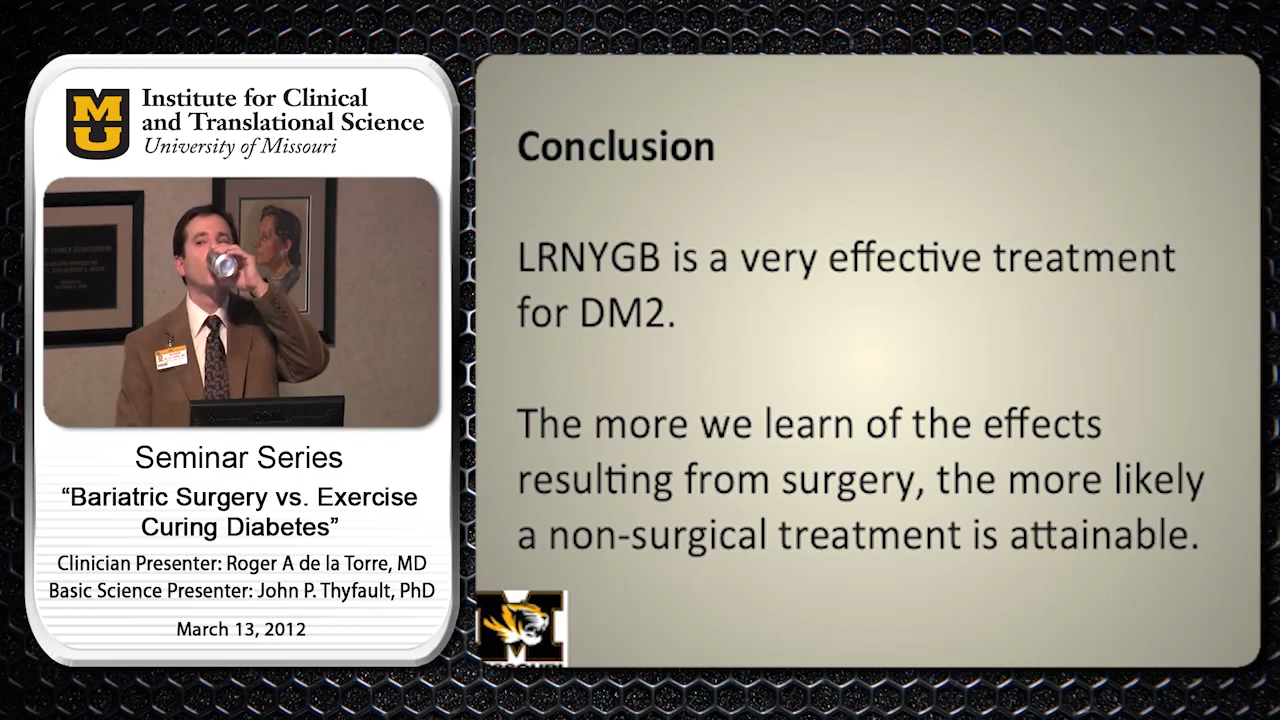 MU
Institute for Clinical
and Translational Science
University of Missouri
Seminar Series
“Bariatric Surgery vs. Exercise
Curing Diabetes”
Clinician Presenter: Roger A de la Torre, MD
Basic Science Presenter: John P. Thyfault, PhD
March 13, 2012
Conclusion
LRNYGB is a very effective treatment
for DM2.
The more we learn of the effects
resulting from surgery, the more likely
a non-surgical treatment is attainable.